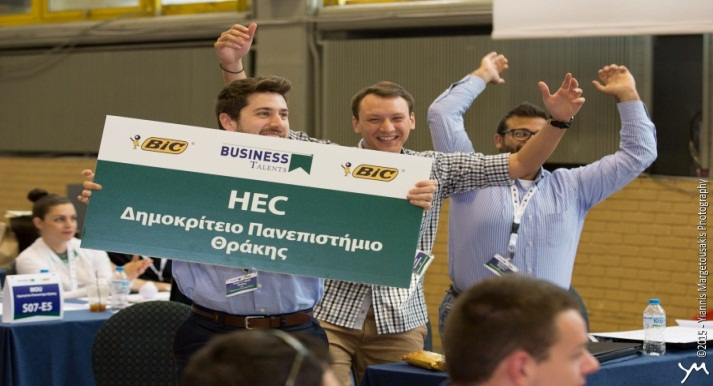 BIC
BUSINESS
TALENTS
BIC
HEC
Δημοκρίτειο Πανεπιστήμιο
Θράκης
S07-E5
©2015 - Yiannis Margetousakis Photography